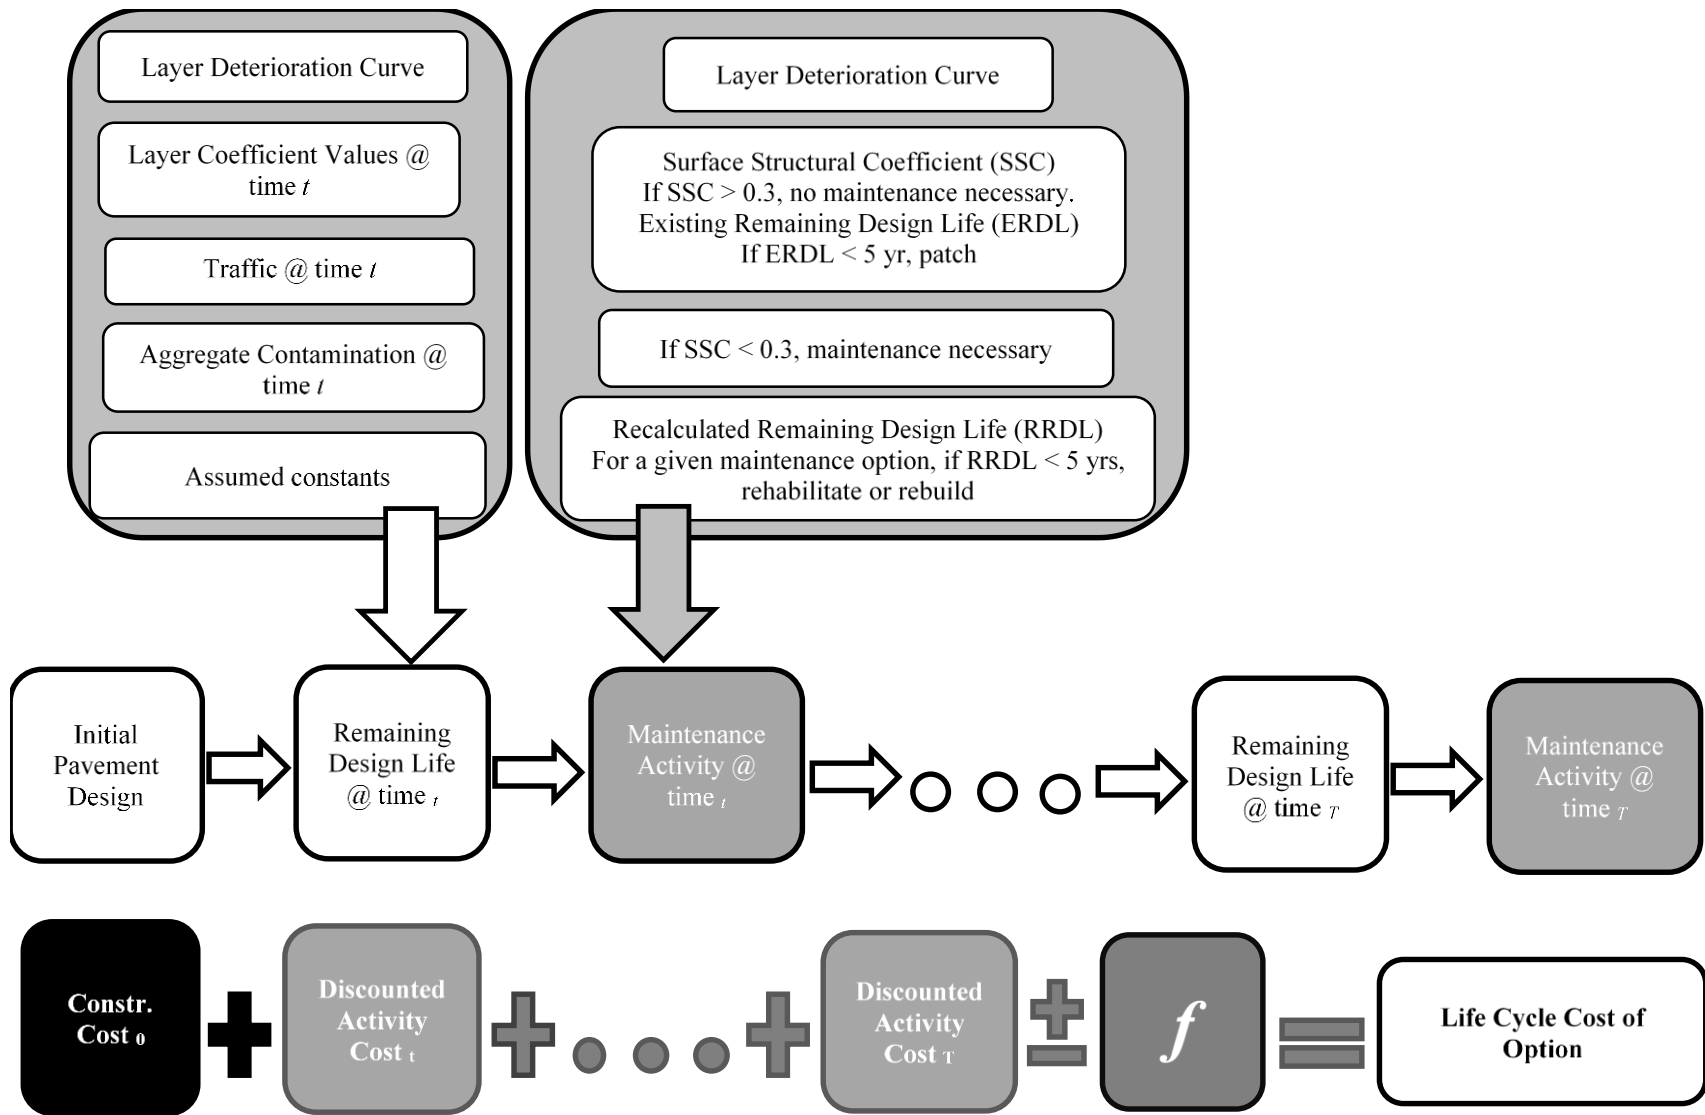 Layer Deterioration Curve
Layer Coefficient Values @
time t
Traffic @ time t
Aggregate Contamination @
time t
Assumed constants
Layer Deterioration Curve
Surface Structural Coefficient (SSC)
If SSC > 0.3, no maintenance necessary.
Existing Remaining Design Life (ERDL)
If ERDL < 5 yr, patch
If SSC < 0.3, maintenance necessary
Recalculated Remaining Design Life (RRDL)
For a given maintenance option, if RRDL < 5 yrs,
rehabilitate or rebuild
Initial
Pavement
Design
Remaining
Design Life
@ time t
Maintenance
Activity @
time t
Remaining
Design Life
@ time T
Maintenance
Activity @
time T
Constr.
Cost 0
+
Discounted
Activity
Cost t
+
+
Discounted
Activity
Cost T
±
f
=
Life Cycle Cost of
Option